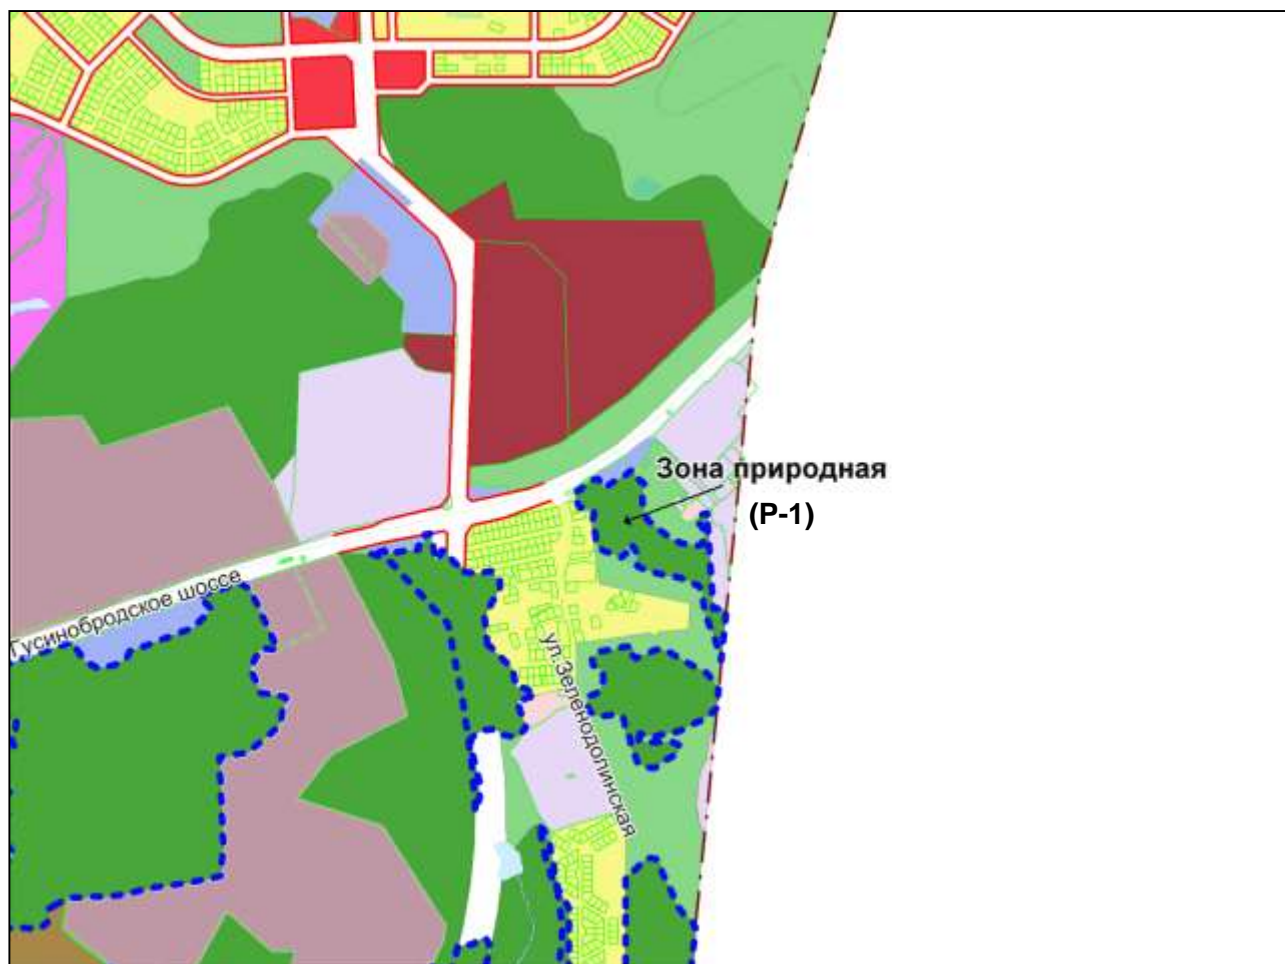 Зона природная
(Р-1)
Гусинобродское шоссе
ул.Зеленодолинская